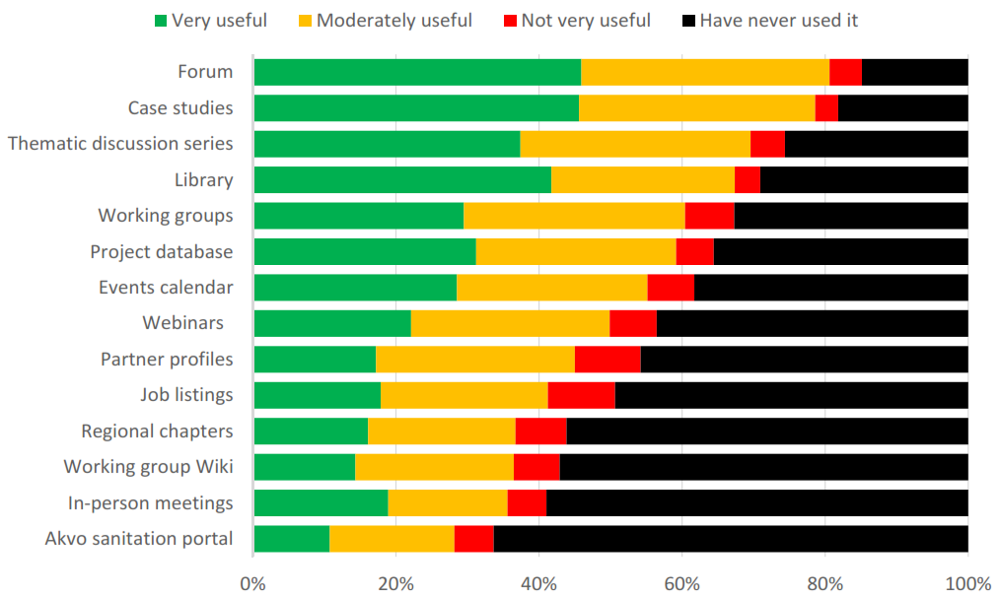 Very useful Moderately useful Not very useful Have never used it
Forum
Case studies
Thematic discussion series
Library
Working groups
Project database
Events calendar
Webinars
Partner profiles
Job listings
Regional chapters
Working group Wiki
In-person meetings
Akvo sanitation portal
0% 20% 40% 60% 80% 100%